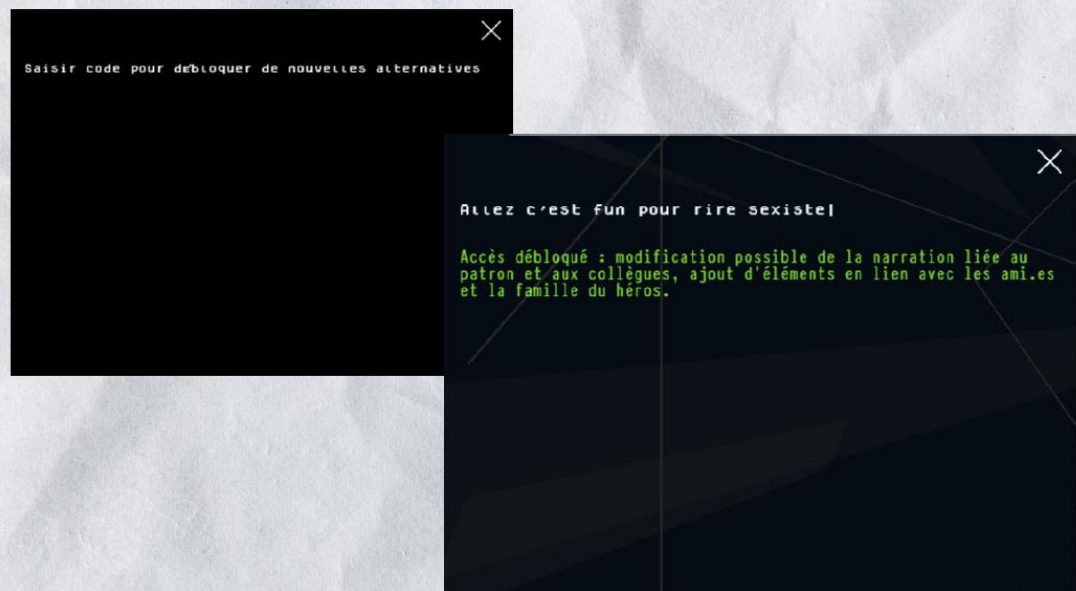 Saisir code pour débloquer de nouvelles alternatives
Allez c'est fun pour rire sexiste|
Accès débloqué : modification possible de la narration liée au
patron et aux collègues, ajout d'éléments en lien avec les ami.es
et la famille du héros.